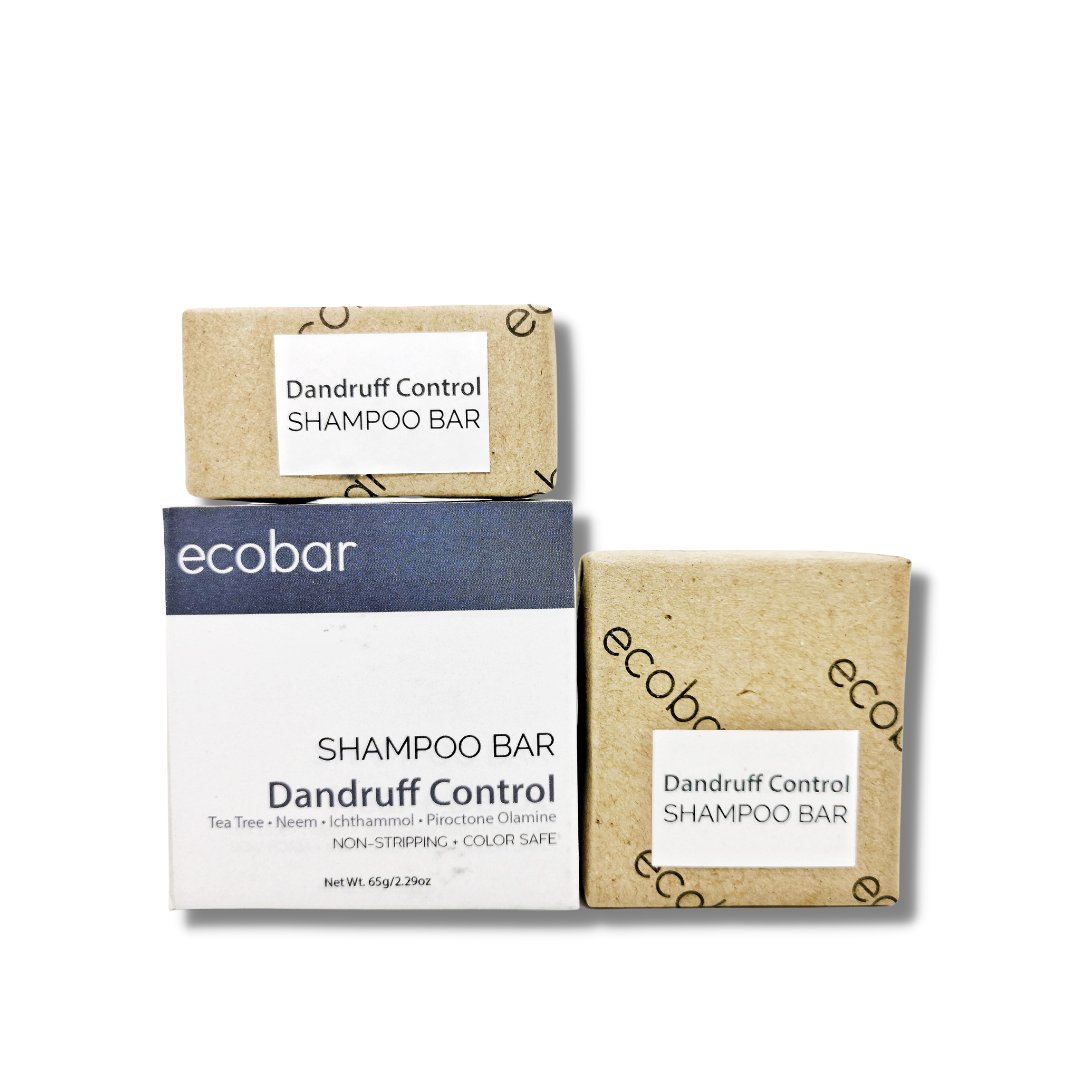 Dandruff Control
SHAMPOO BAR
ecobar
SHAMPOO BAR
Dandruff Control
Tea Tree • Neem • Ichthammol • Piroctone Olamine
NON-STRIPPING + COLOR SAFE
Net Wt. 65g/2.29oz
Dandruff Control
SHAMPOO BAR